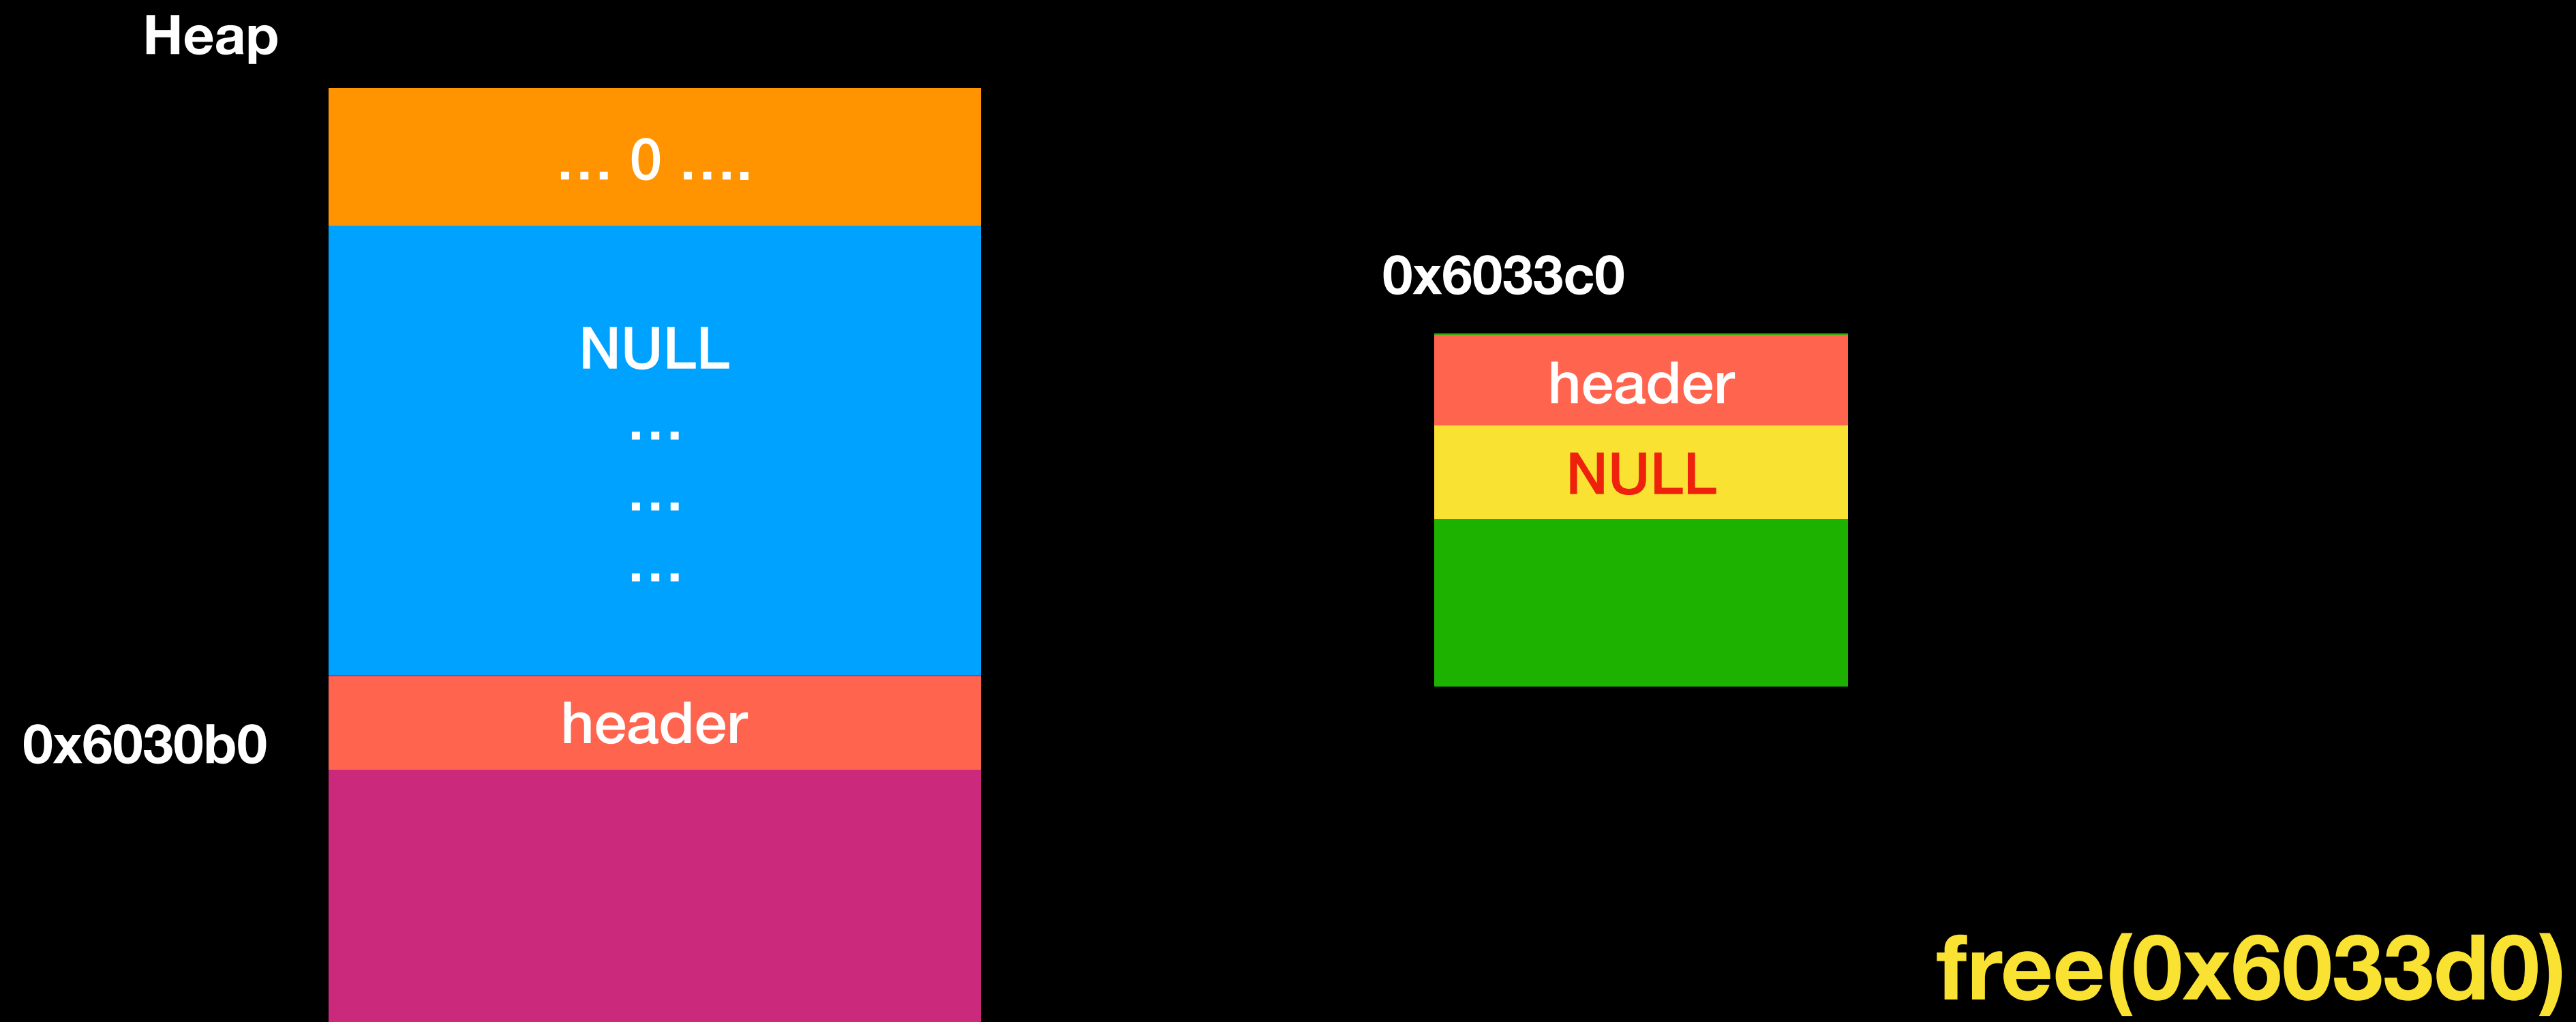 Heap
... 0 ....
NULL
...
...
...
0x6030b0
header
0x6033c0
header
NULL
free(0x6033d0)